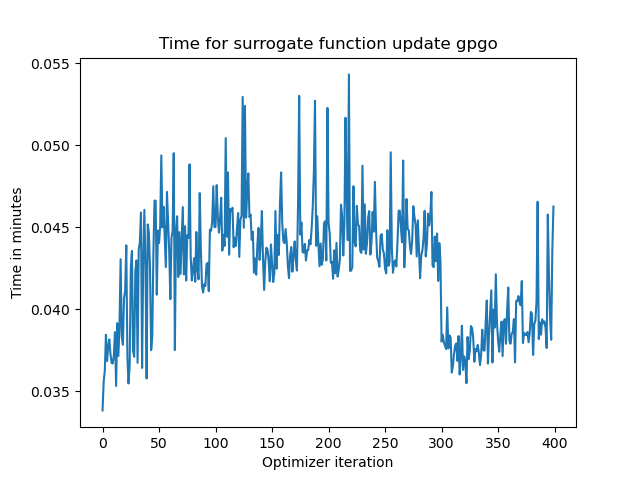 Time for surrogate function update gpgo
0.055
0.050
0.045
0.040
0.035
Time in minutes
0 50 100 150 200 250 300 350 400
Optimizer iteration